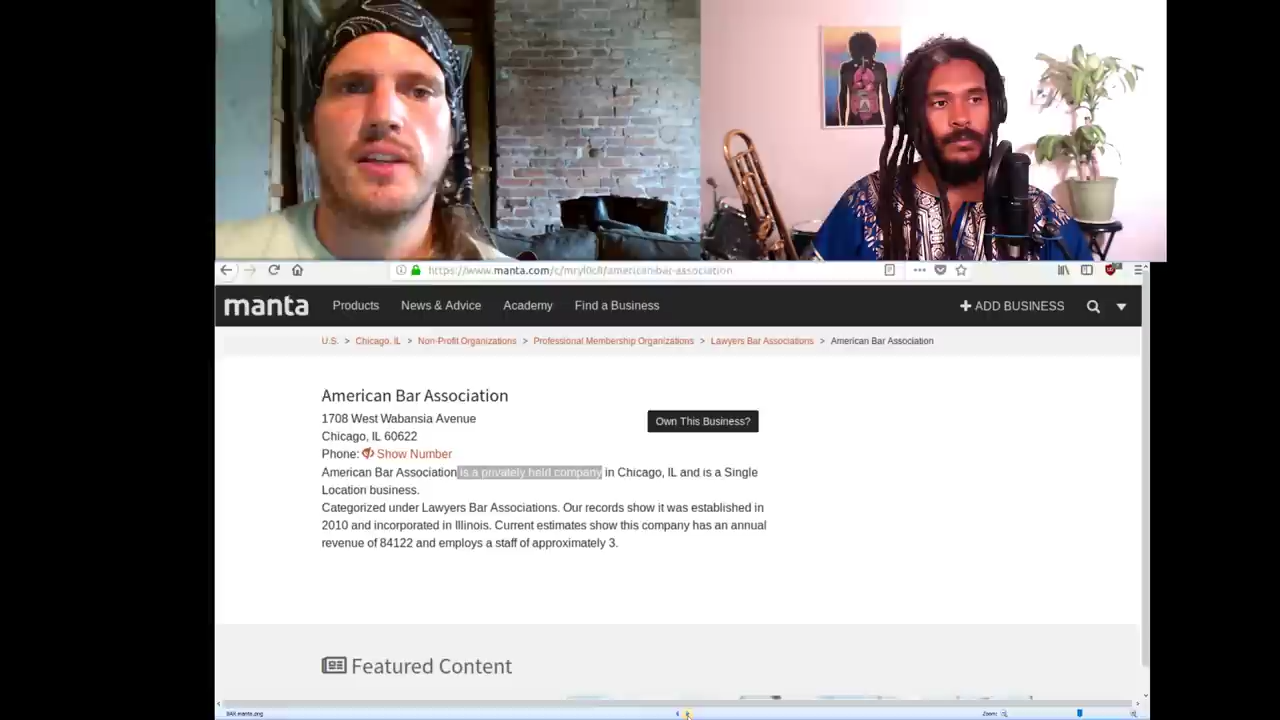 https://www.manta.com/c/mryl0c8/american-bar-association
manta
Products
News & Advice
Academy
Find a Business
+ ADD BUSINESS
U.S. > Chicago, IL > Non-Profit Organizations > Professional Membership Organizations > Lawyers Bar Associations > American Bar Association
American Bar Association
1708 West Wabansia Avenue
Own This Business?
Chicago, IL 60622
Phone: Show Number
American Bar Association is a privately held company in Chicago, IL and is a Single
Location business.
Categorized under Lawyers Bar Associations. Our records show it was established in
2010 and incorporated in Illinois. Current estimates show this company has an annual
revenue of 84122 and employs a staff of approximately 3.
Featured Content
BAR manta.png
Zoom: